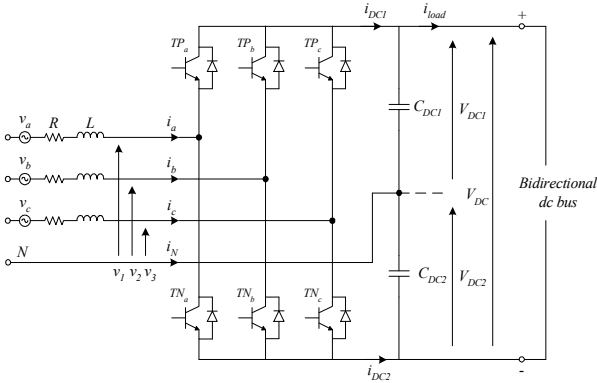 i_DC1 i_load +
TP_a TP_b TP_c
C_DC1 V_DC1
v_a R L i_a
v_b i_b
v_c i_c
N i_N
v_1 v_2 v_3
V_DC
Bidirectional
dc bus
C_DC2 V_DC2
TN_a TN_b TN_c
i_DC2 -